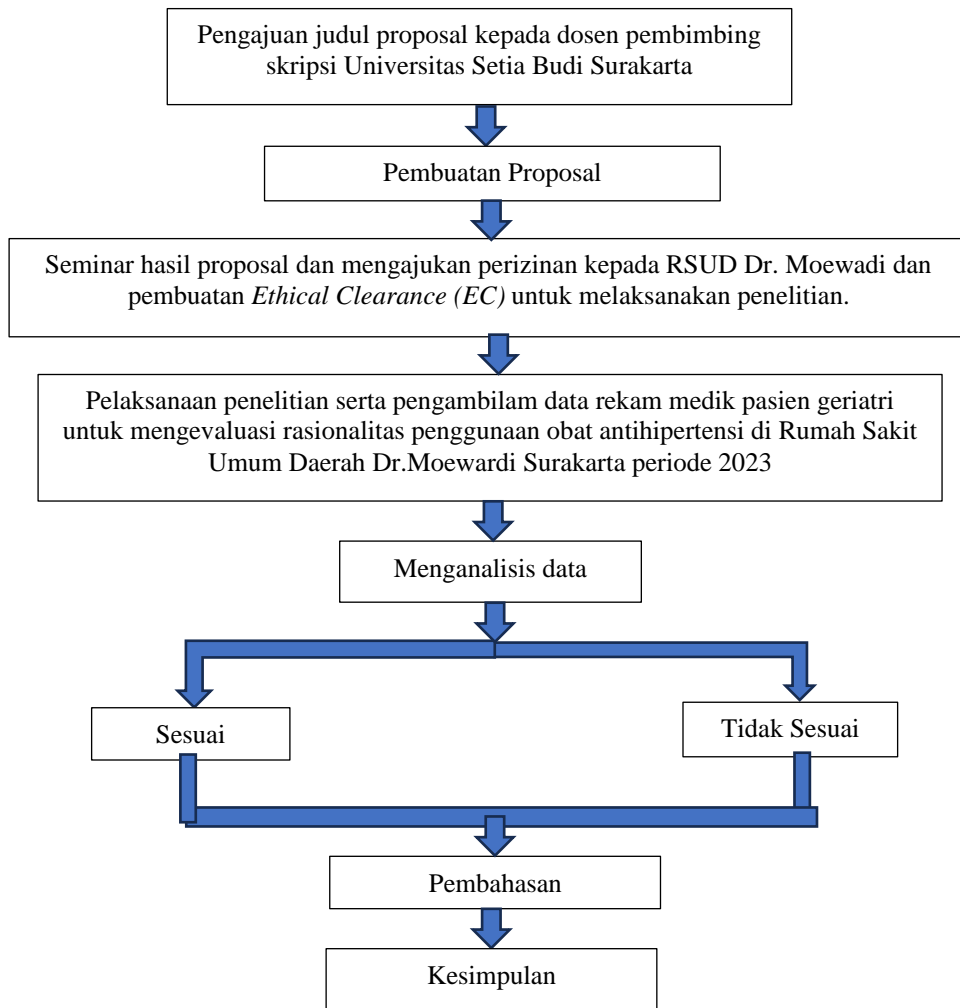 Pengajuan judul proposal kepada dosen pembimbing
skripsi Universitas Setia Budi Surakarta
Pembuatan Proposal
Seminar hasil proposal dan mengajukan perizinan kepada RSUD Dr. Moewadi dan
pembuatan Ethical Clearance (EC) untuk melaksanakan penelitian.
Pelaksanaan penelitian serta pengambilam data rekam medik pasien geriatri
untuk mengevaluasi rasionalitas penggunaan obat antihipertensi di Rumah Sakit
Umum Daerah Dr.Moewardi Surakarta periode 2023
Menganalisis data
Sesuai
Tidak Sesuai
Pembahasan
Kesimpulan